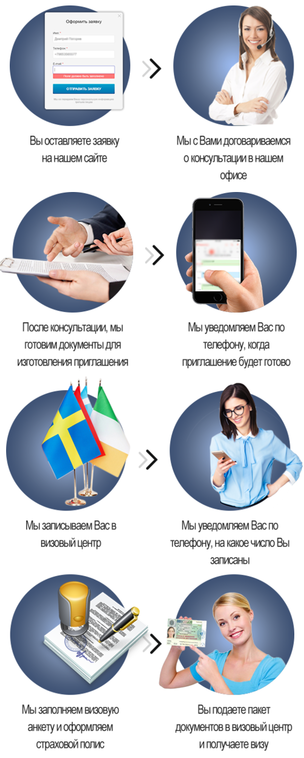 Оформить заявку
Вы оставляете заявку
на нашем сайте
Мы с Вами договариваемся
о консультации в нашем
офисе
После консультации, мы
готовим документы для
изготовления приглашения
Мы уведомляем Вас по
телефону, когда
приглашение будет готово
Мы записываем Вас в
визовый центр
Мы уведомляем Вас по
телефону, на какое число Вы
записаны
Мы заполняем визовую
анкету и оформляем
страховой полис
Вы подаете пакет
документов в визовый центр
и получаете визу